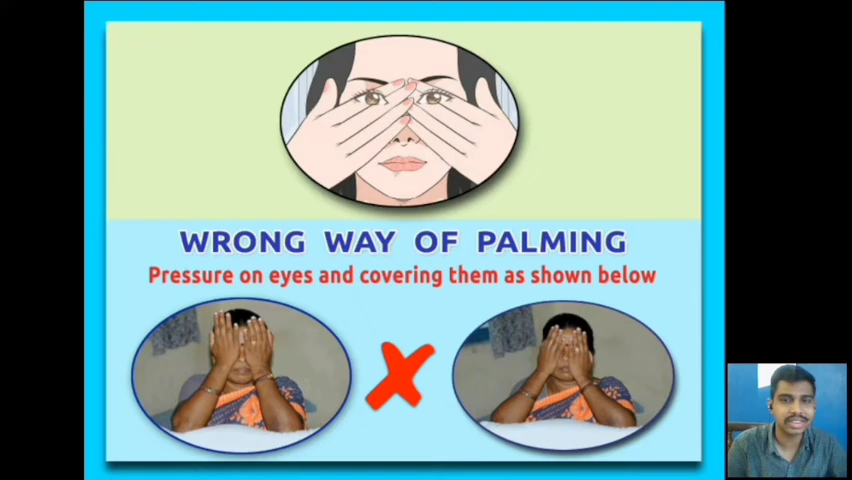 WRONG WAY OF PALMING
Pressure on eyes and covering them as shown below